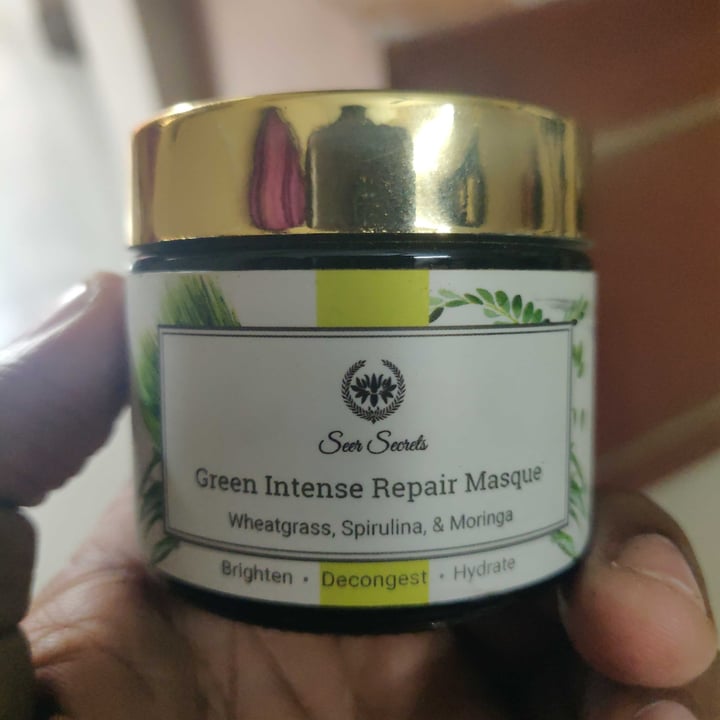 Seer Secrets
Green Intense Repair Masque
Wheatgrass, Spirulina, & Moringa
Brighten • Decongest • Hydrate